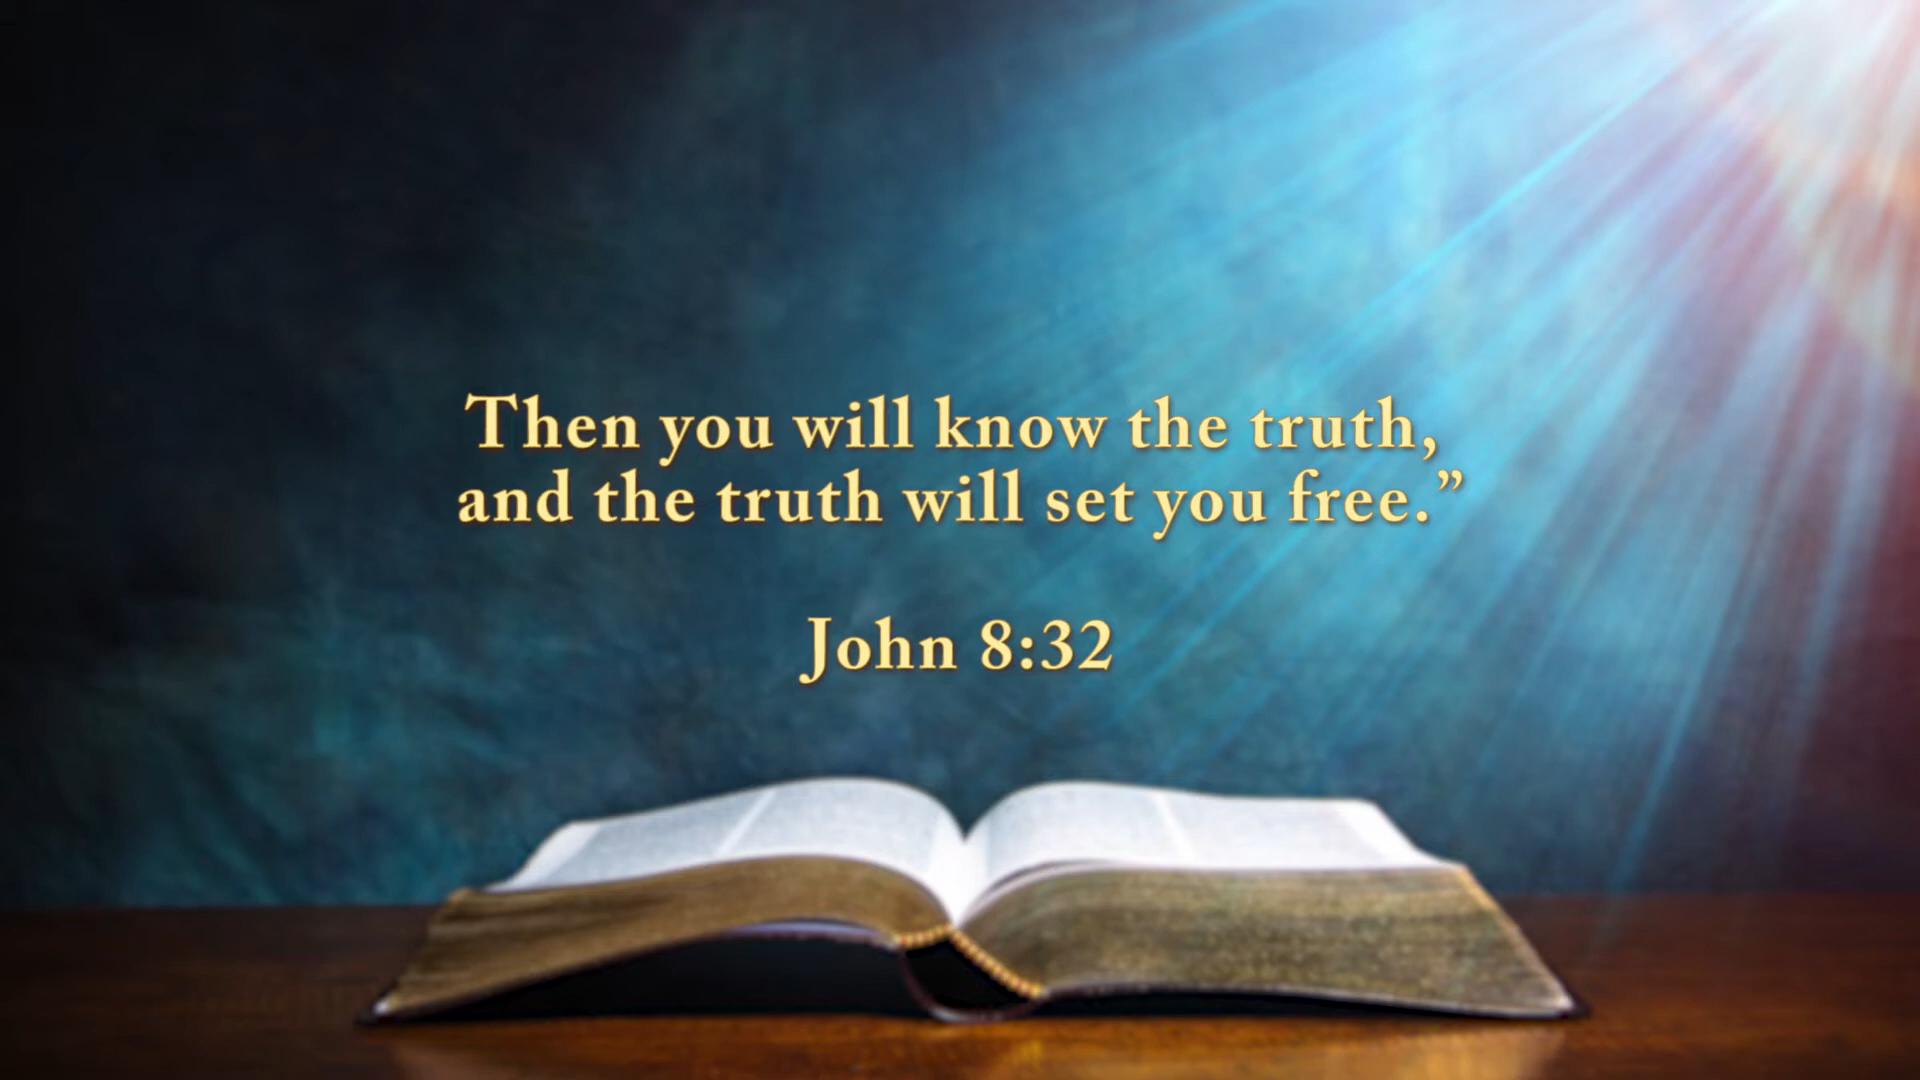 Then you will know the truth,
and the truth will set you free.”
John 8:32